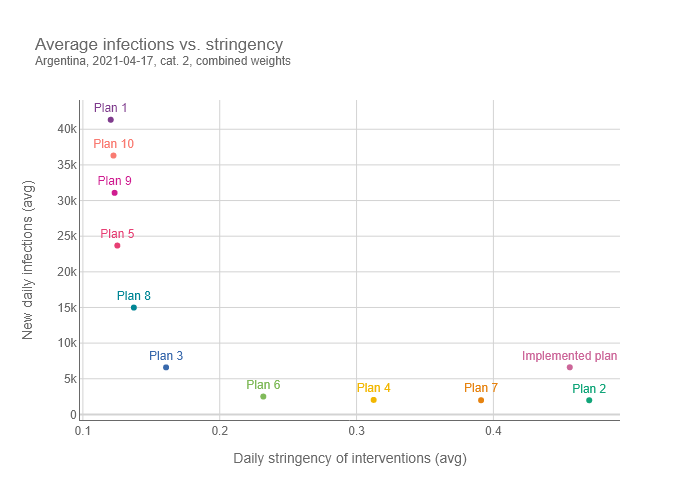 Average infections vs. stringency
Argentina, 2021-04-17, cat. 2, combined weights
New daily infections (avg)
40k
35k
30k
25k
20k
15k
10k
5k
0
Plan 1
Plan 10
Plan 9
Plan 5
Plan 8
Plan 3
Implemented plan
Plan 6
Plan 4
Plan 7
Plan 2
0.1
0.2
0.3
0.4
Daily stringency of interventions (avg)